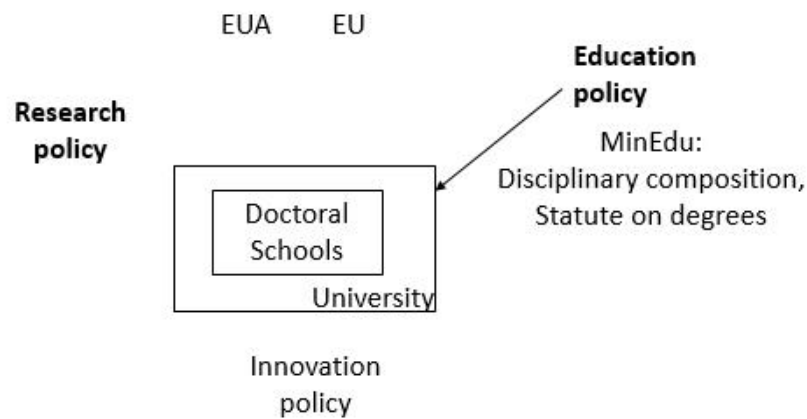 EUA EU
Education
policy
Research
policy
MinEdu:
Disciplinary composition,
Statute on degrees
Doctoral
Schools
University
Innovation
policy